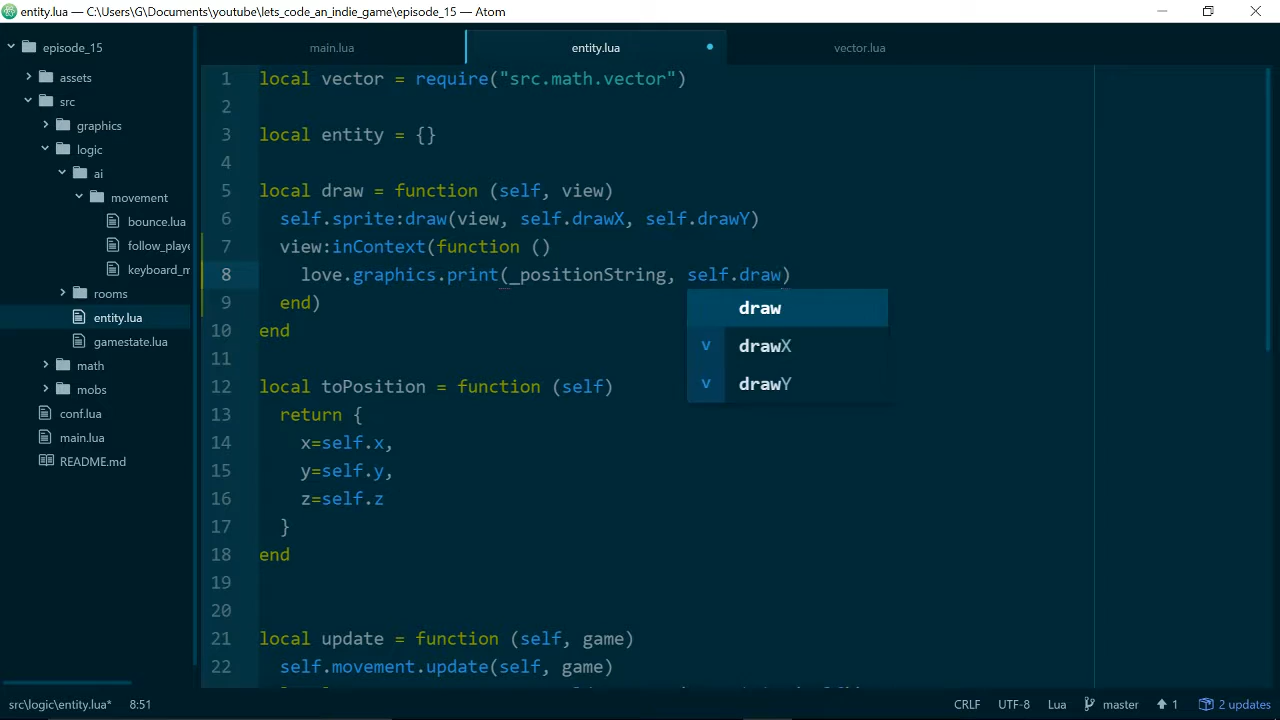 entity.lua — C:\Users\G\Documents\youtube\lets_code_an_indie_game\episode_15 — Atom
episode_15
assets
src
graphics
logic
ai
movement
bounce.lua
follow_playe
keyboard_m
rooms
entity.lua
gamestate.lua
math
mobs
conf.lua
main.lua
README.md
main.lua
entity.lua
vector.lua
1 local vector = require("src.math.vector")
2
3 local entity = {}
4
5 local draw = function (self, view)
6 self.sprite:draw(view, self.drawX, self.drawY)
7 view:inContext(function ()
8 love.graphics.print(_positionString, self.draw)
9 end)
10 end
11
12 local toPosition = function (self)
13 return {
14 x=self.x,
15 y=self.y,
16 z=self.z
17 }
18 end
19
20
21 local update = function (self, game)
22 self.movement.update(self, game)
draw
v drawX
v drawY
src\logic\entity.lua* 8:51
CRLF UTF-8 Lua master 1 2 updates